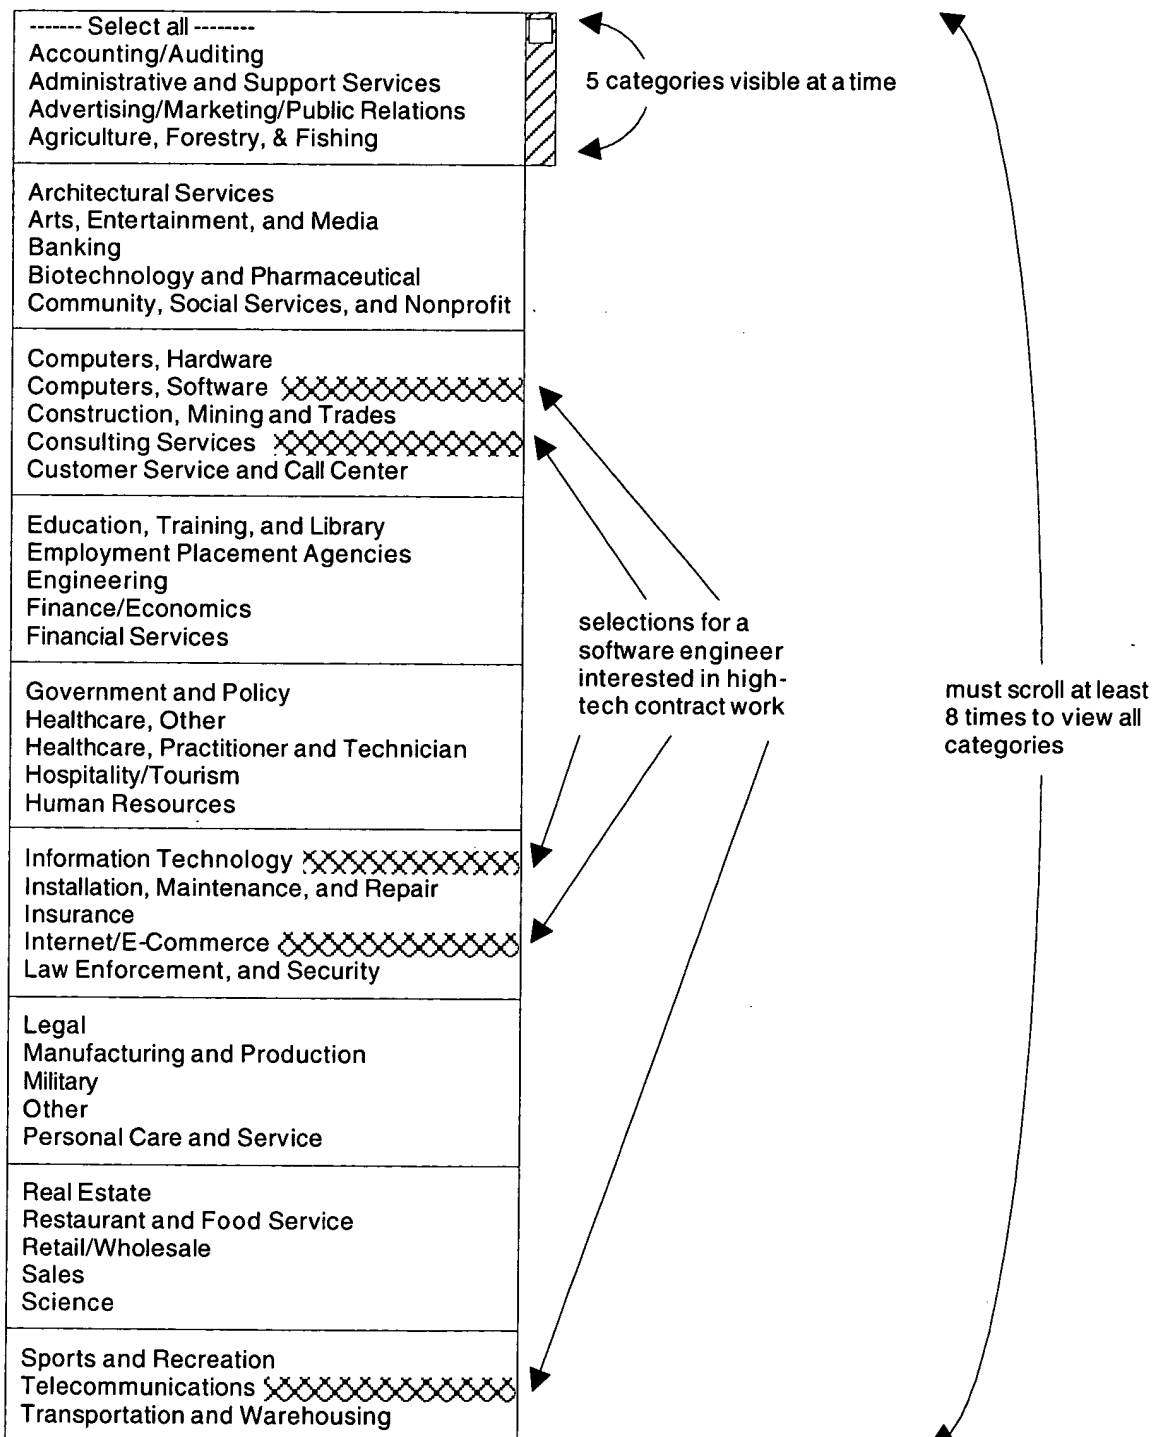 ------- Select all --------
Accounting/Auditing
Administrative and Support Services
Advertising/Marketing/Public Relations
Agriculture, Forestry, & Fishing
5 categories visible at a time
Architectural Services
Arts, Entertainment, and Media
Banking
Biotechnology and Pharmaceutical
Community, Social Services, and Nonprofit
Computers, Hardware
Computers, Software
Construction, Mining and Trades
Consulting Services
Customer Service and Call Center
Education, Training, and Library
Employment Placement Agencies
Engineering
Finance/Economics
Financial Services
selections for a
software engineer
interested in high-
tech contract work
must scroll at least
8 times to view all
categories
Government and Policy
Healthcare, Other
Healthcare, Practitioner and Technician
Hospitality/Tourism
Human Resources
Information Technology
Installation, Maintenance, and Repair
Insurance
Internet/E-Commerce
Law Enforcement, and Security
Legal
Manufacturing and Production
Military
Other
Personal Care and Service
Real Estate
Restaurant and Food Service
Retail/Wholesale
Sales
Science
Sports and Recreation
Telecommunications
Transportation and Warehousing